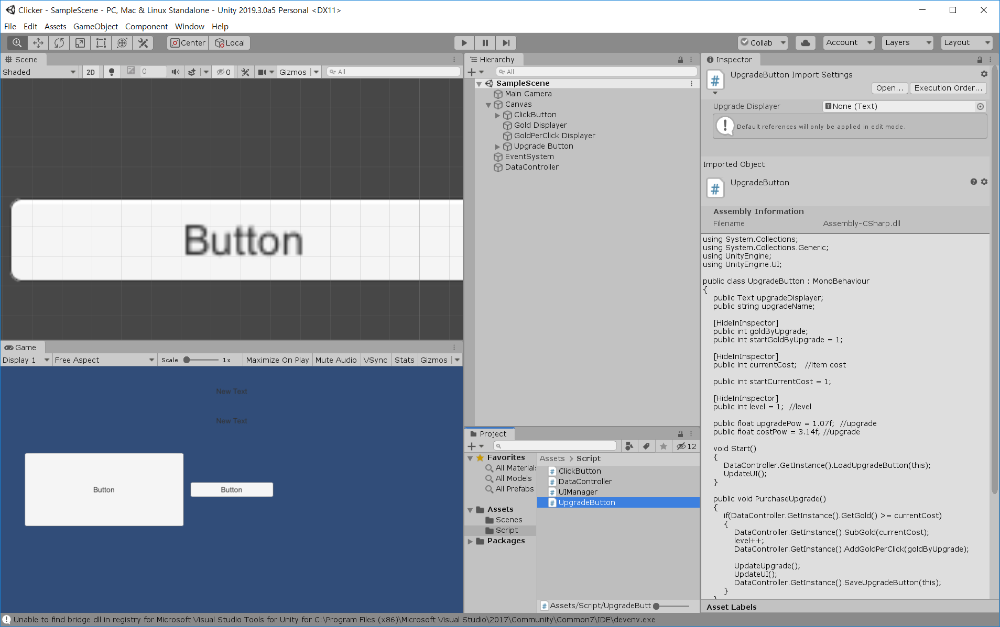 Clicker - SampleScene - PC, Mac & Linux Standalone - Unity 2019.3.0a5 Personal <DX11>
File Edit Assets GameObject Component Window Help
Center Local Collab Account Layers Layout
Scene
Shaded 2D 0 0 Gizmos All
Button
Game
Display 1 Free Aspect Scale 1x Maximize On Play Mute Audio VSync Stats Gizmos
New Text
New Text
Button Button
Hierarchy
All
SampleScene
Main Camera
Canvas
ClickButton
Gold Displayer
GoldPerClick Displayer
Upgrade Button
EventSystem
DataController
Project
12
Favorites
All Materials
All Models
All Prefabs
Assets
Scenes
Script
Packages
Assets > Script
ClickButton
DataController
UIManager
UpgradeButton
Assets/Script/UpgradeButt
Inspector
UpgradeButton Import Settings
Open... Execution Order...
Upgrade Displayer None (Text)
Default references will only be applied in edit mode.
Imported Object
UpgradeButton
Assembly Information
Filename Assembly-CSharp.dll
using System.Collections;
using System.Collections.Generic;
using UnityEngine;
using UnityEngine.UI;
public class UpgradeButton : MonoBehaviour
{
public Text upgradeDisplayer;
public string upgradeName;
[HideInInspector]
public int goldByUpgrade;
public int startGoldByUpgrade = 1;
[HideInInspector]
public int currentCost; //item cost
public int startCurrentCost = 1;
[HideInInspector]
public int level = 1; //level
public float upgradePow = 1.07f; //upgrade
public float costPow = 3.14f; //upgrade
void Start()
{
DataController.GetInstance().LoadUpgradeButton(this);
UpdateUI();
}
public void PurchaseUpgrade()
{
if(DataController.GetInstance().GetGold() >= currentCost)
{
DataController.GetInstance().SubGold(currentCost);
level++;
DataController.GetInstance().AddGoldPerClick(goldByUpgrade);
UpdateUpgrade();
UpdateUI();
DataController.GetInstance().SaveUpgradeButton(this);
}
}
Asset Labels
Unable to find bridge dll in registry for Microsoft Visual Studio Tools for Unity for C:\Program Files (x86)\Microsoft Visual Studio\2017\Community\Common7\IDE\devenv.exe